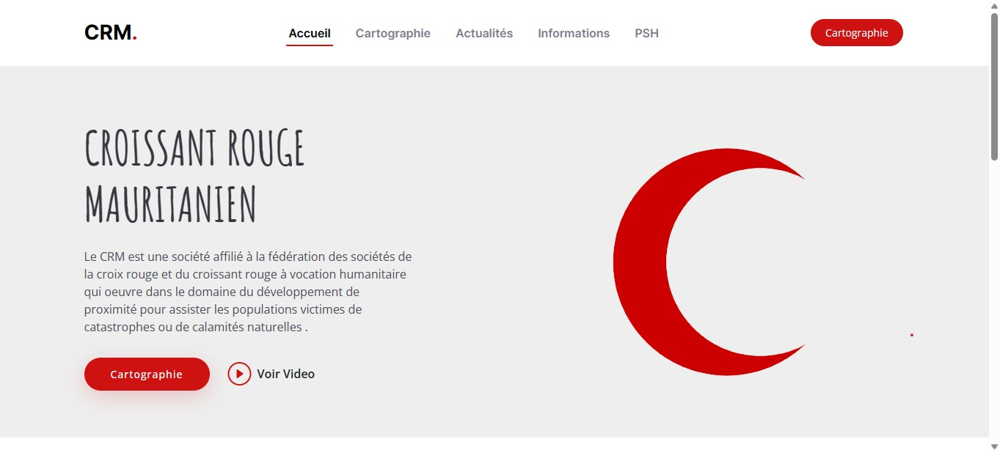 CRM.
Accueil
Cartographie
Actualités
Informations
PSH
Cartographie
CROISSANT ROUGE
MAURITANIEN
Le CRM est une société affilié à la fédération des sociétés de
la croix rouge et du croissant rouge à vocation humanitaire
qui oeuvre dans le domaine du développement de
proximité pour assister les populations victimes de
catastrophes ou de calamités naturelles .
Cartographie
Voir Video